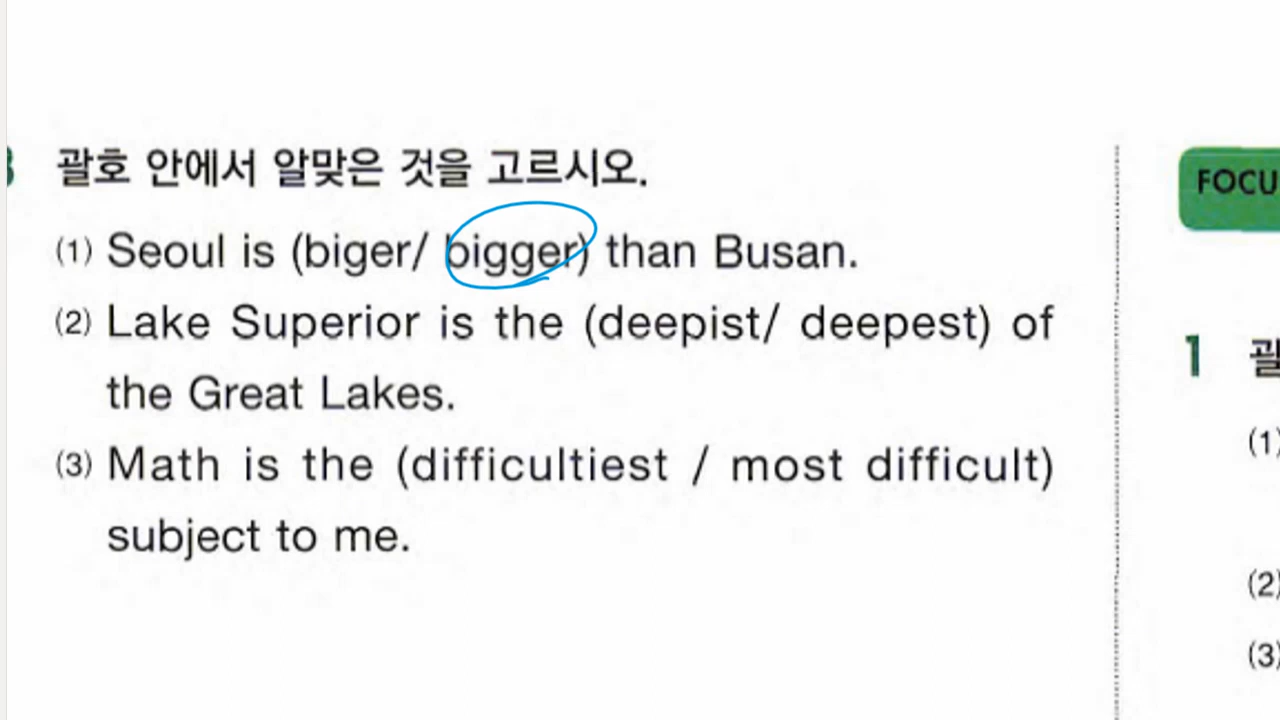 괄호 안에서 알맞은 것을 고르시오.
(1) Seoul is (biger/ bigger) than Busan.
(2) Lake Superior is the (deepist/ deepest) of
the Great Lakes.
(3) Math is the (difficultiest / most difficult)
subject to me.
FOCU
1
(1)
(2)
(3)